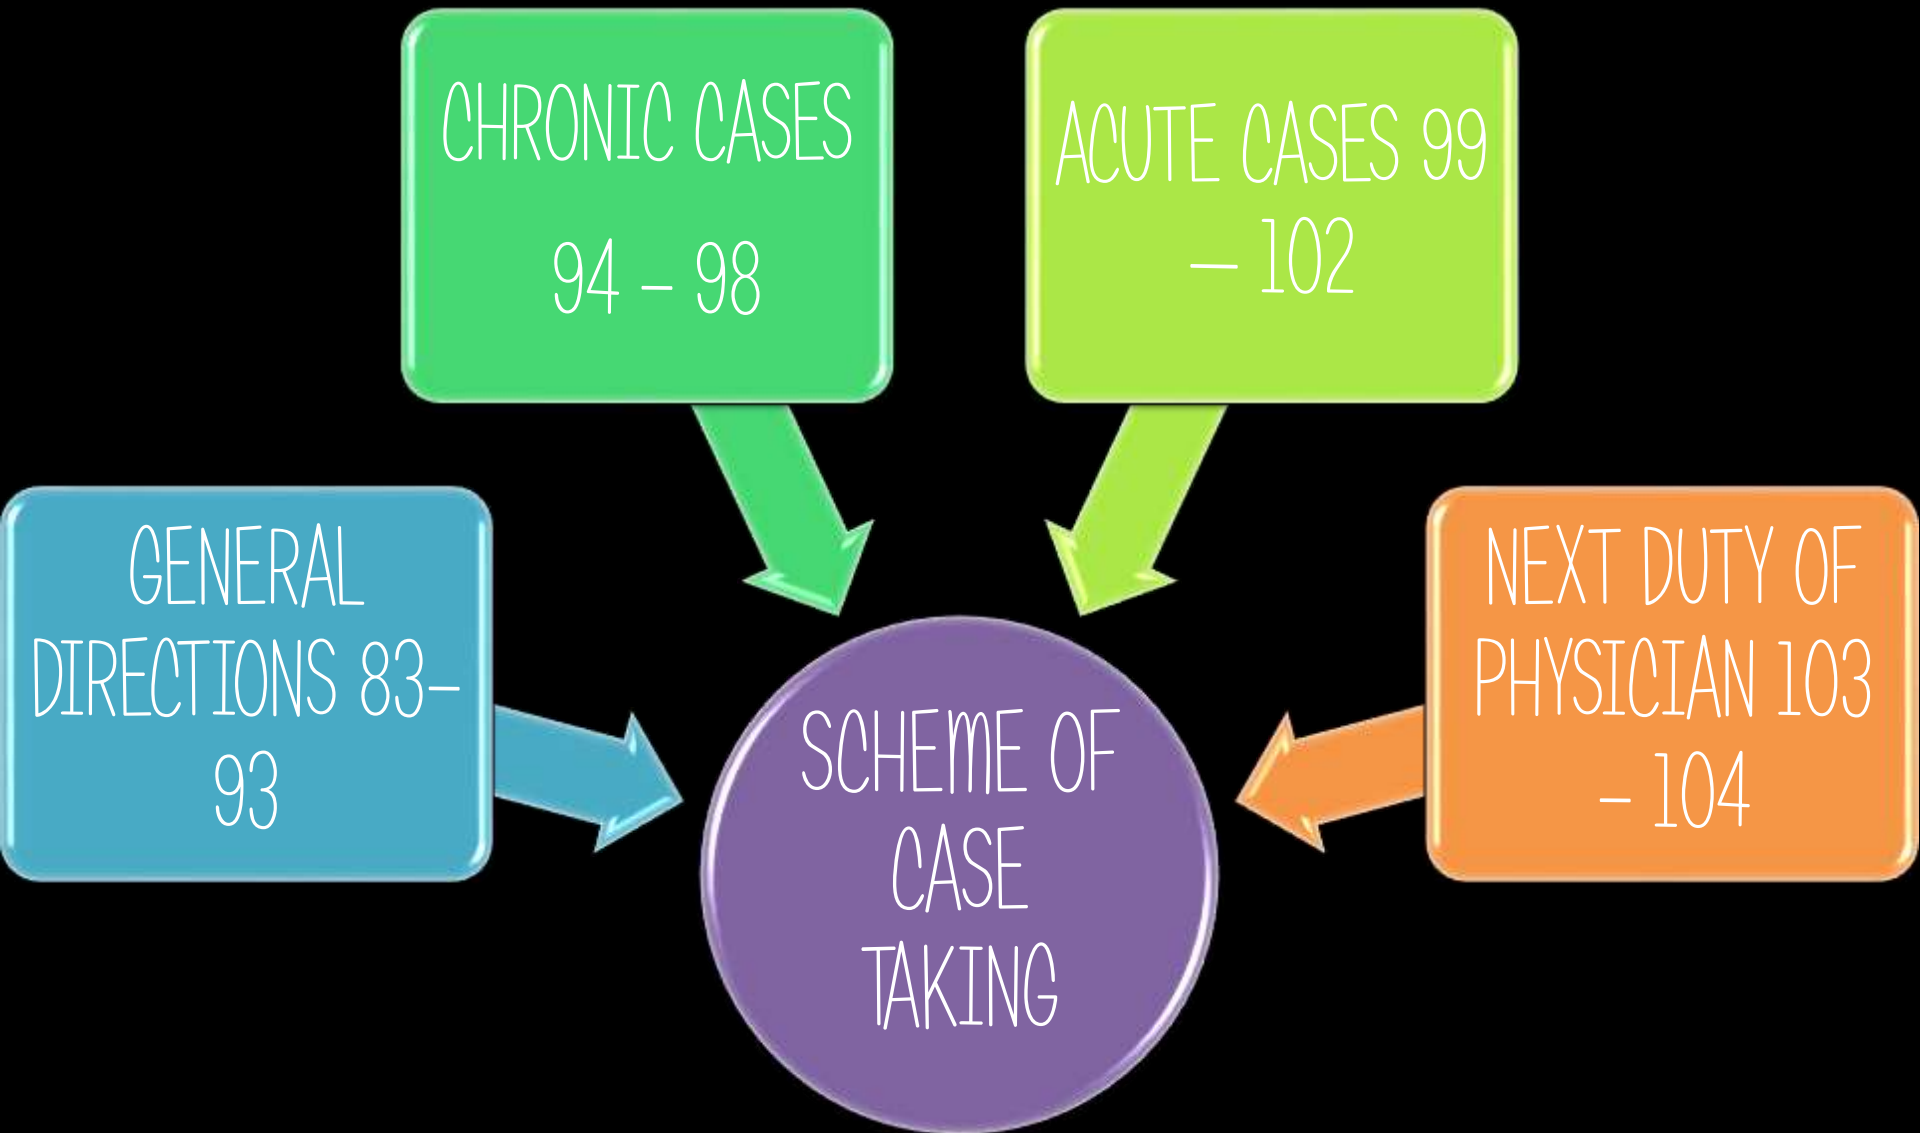 CHRONIC CASES
94 – 98
ACUTE CASES 99
– 102
GENERAL
DIRECTIONS 83–
93
NEXT DUTY OF
PHYSICIAN 103
– 104
SCHEME OF
CASE
TAKING